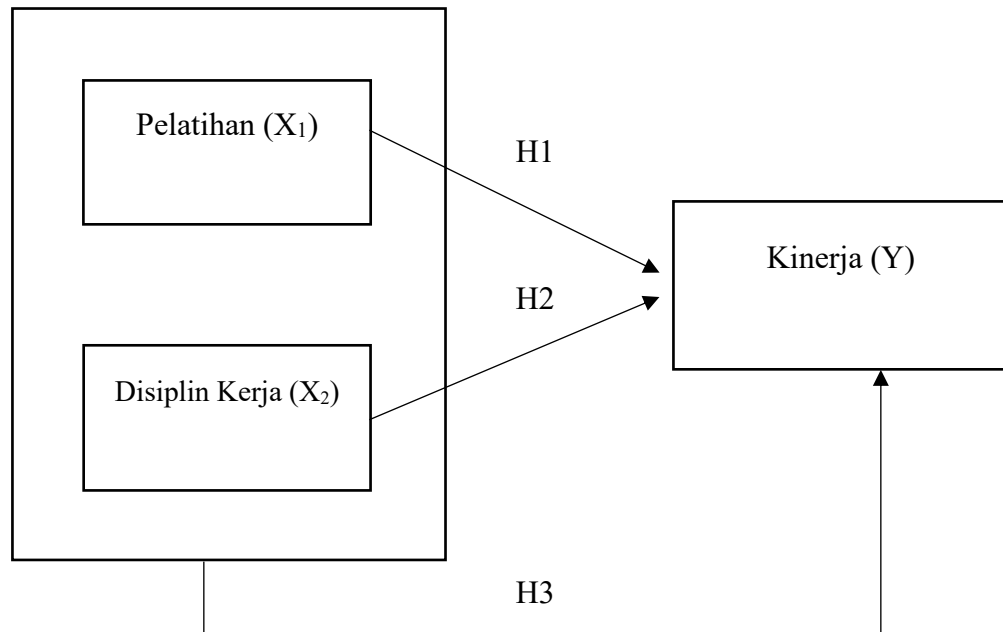 Pelatihan (X₁)
H1
Kinerja (Y)
H2
Disiplin Kerja (X₂)
H3